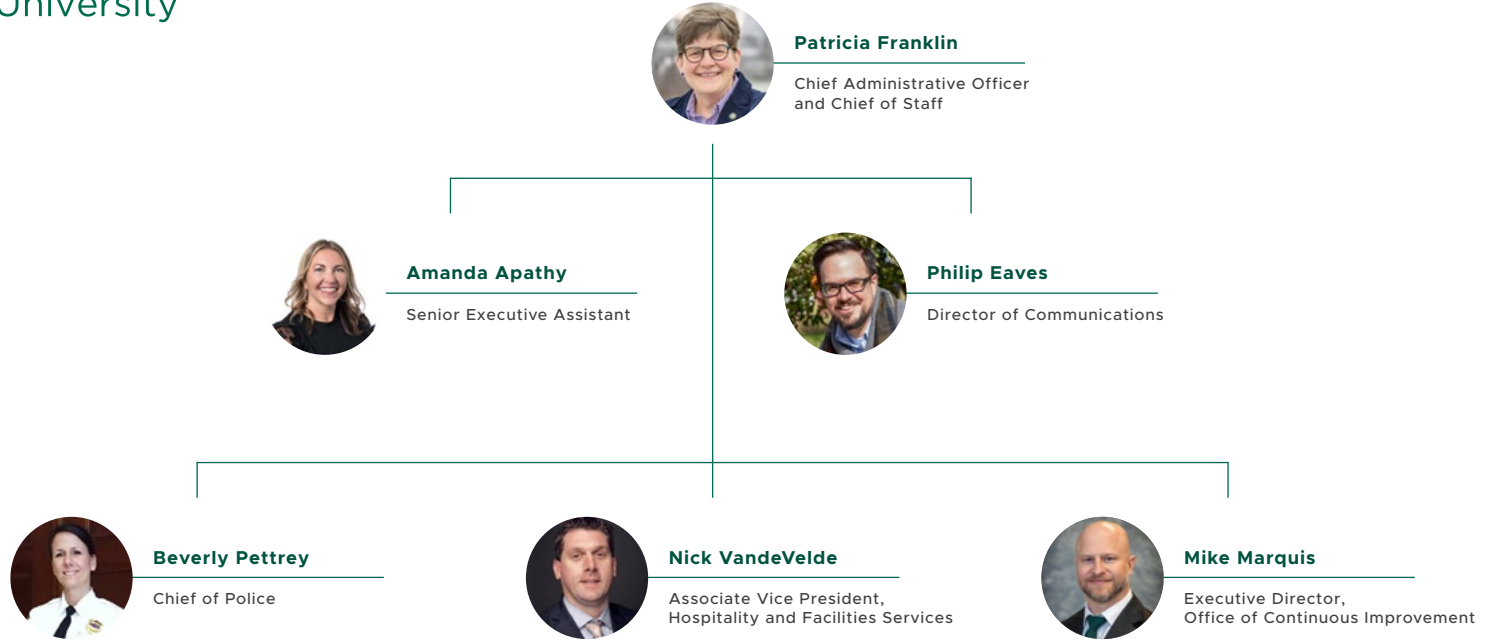 University
Patricia Franklin
Chief Administrative Officer
and Chief of Staff
Amanda Apathy
Senior Executive Assistant
Philip Eaves
Director of Communications
Beverly Pettrey
Chief of Police
Nick VandeVelde
Associate Vice President,
Hospitality and Facilities Services
Mike Marquis
Executive Director,
Office of Continuous Improvement